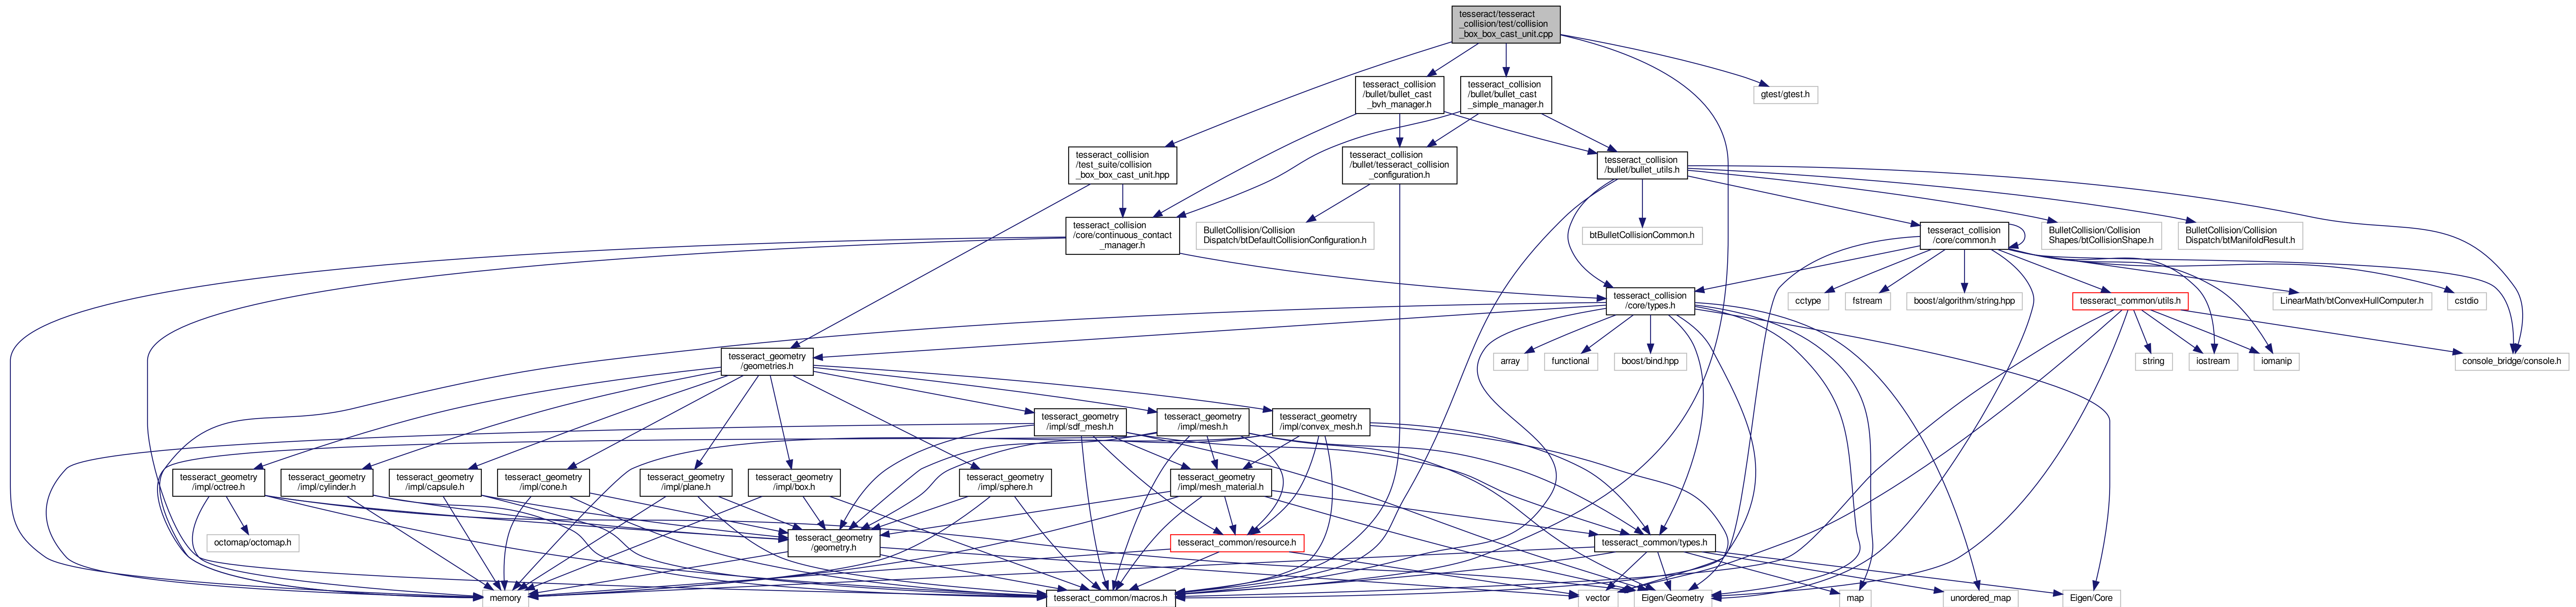 tesseract/tesseract
_collision/test/collision
_box_box_cast_unit.cpp
tesseract_collision
/bullet/bullet_cast
_bvh_manager.h
tesseract_collision
/bullet/bullet_cast
_simple_manager.h
gtest/gtest.h
tesseract_collision
/test_suite/collision
_box_box_cast_unit.hpp
tesseract_collision
/bullet/tesseract_collision
_configuration.h
tesseract_collision
/bullet/bullet_utils.h
tesseract_collision
/core/continuous_contact
_manager.h
BulletCollision/Collision
Dispatch/btDefaultCollisionConfiguration.h
btBulletCollisionCommon.h
tesseract_collision
/core/common.h
BulletCollision/Collision
Shapes/btCollisionShape.h
BulletCollision/Collision
Dispatch/btManifoldResult.h
tesseract_collision
/core/types.h
cctype
fstream
boost/algorithm/string.hpp
tesseract_common/utils.h
LinearMath/btConvexHullComputer.h
cstdio
tesseract_geometry
/geometries.h
array
functional
boost/bind.hpp
string
iostream
iomanip
console_bridge/console.h
tesseract_geometry
/impl/sdf_mesh.h
tesseract_geometry
/impl/mesh.h
tesseract_geometry
/impl/convex_mesh.h
tesseract_geometry
/impl/octree.h
tesseract_geometry
/impl/cylinder.h
tesseract_geometry
/impl/capsule.h
tesseract_geometry
/impl/cone.h
tesseract_geometry
/impl/plane.h
tesseract_geometry
/impl/box.h
tesseract_geometry
/impl/sphere.h
tesseract_geometry
/impl/mesh_material.h
octomap/octomap.h
tesseract_geometry
/geometry.h
tesseract_common/resource.h
tesseract_common/types.h
memory
tesseract_common/macros.h
vector
Eigen/Geometry
map
unordered_map
Eigen/Core